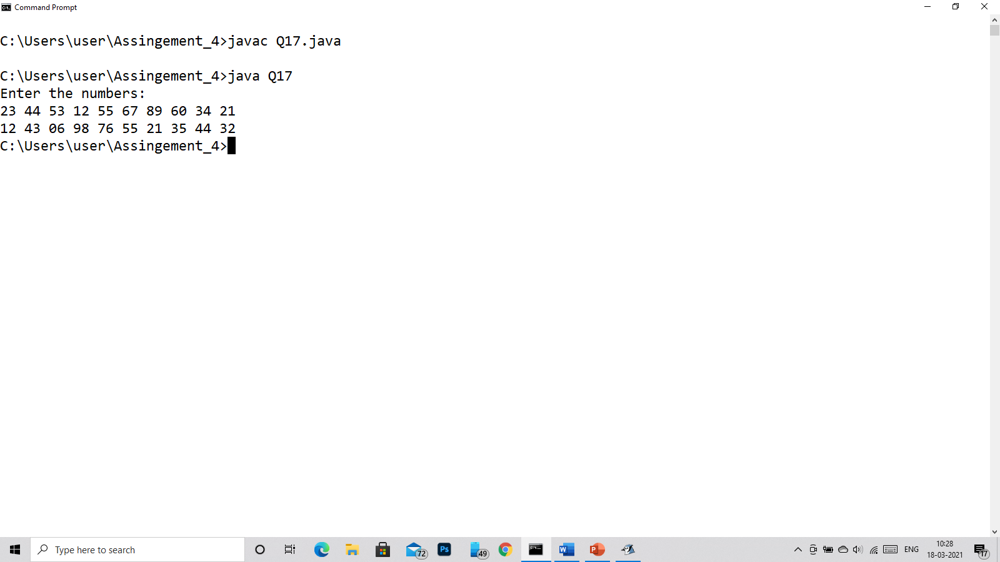 Command Prompt
C:\Users\user\Assingement_4>javac Q17.java
C:\Users\user\Assingement_4>java Q17
Enter the numbers:
23 44 53 12 55 67 89 60 34 21
12 43 06 98 76 55 21 35 44 32
C:\Users\user\Assingement_4>
Type here to search
72
Ps
49
W
P
ENG
10:28
18-03-2021
17